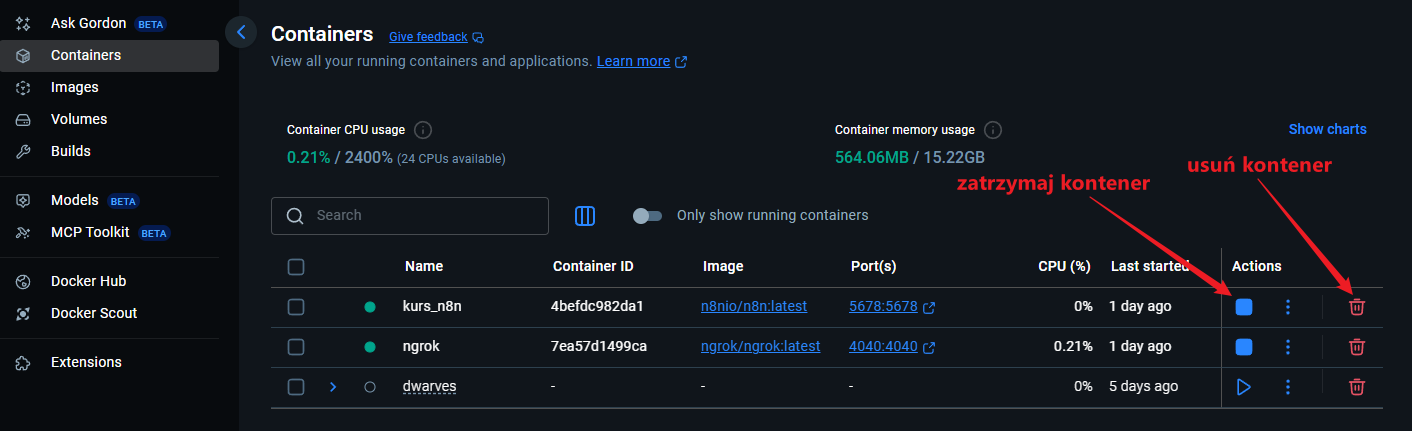 Ask Gordon BETA
Containers
Images
Volumes
Builds
Models BETA
MCP Toolkit BETA
Docker Hub
Docker Scout
Extensions
Containers Give feedback
View all your running containers and applications. Learn more
Container CPU usage
0.21% / 2400% (24 CPUs available)
Container memory usage
564.06MB / 15.22GB
Show charts
zatrzymaj kontener
usuń kontener
Search
Only show running containers
Name Container ID Image Port(s) CPU (%) Last started Actions
kurs_n8n 4befdc982da1 n8nio/n8n:latest 5678:5678 0% 1 day ago
ngrok 7ea57d1499ca ngrok/ngrok:latest 4040:4040 0.21% 1 day ago
dwarves - - - 0% 5 days ago